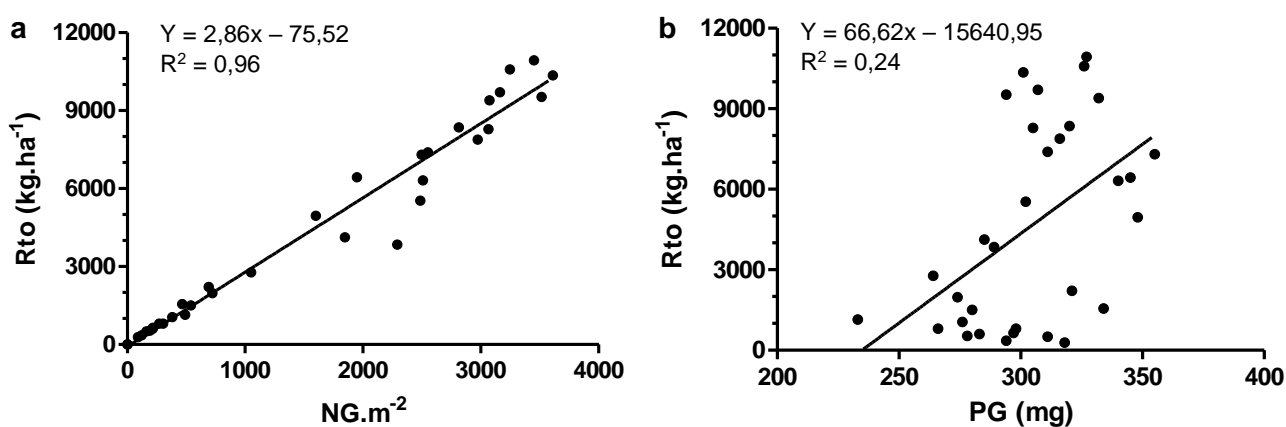 a
Y = 2,86x – 75,52
R² = 0,96
12000
9000
6000
3000
0
Rto (kg.ha⁻¹)
0 1000 2000 3000 4000
NG.m⁻²
b
Y = 66,62x – 15640,95
R² = 0,24
12000
9000
6000
3000
0
Rto (kg.ha⁻¹)
200 250 300 350 400
PG (mg)